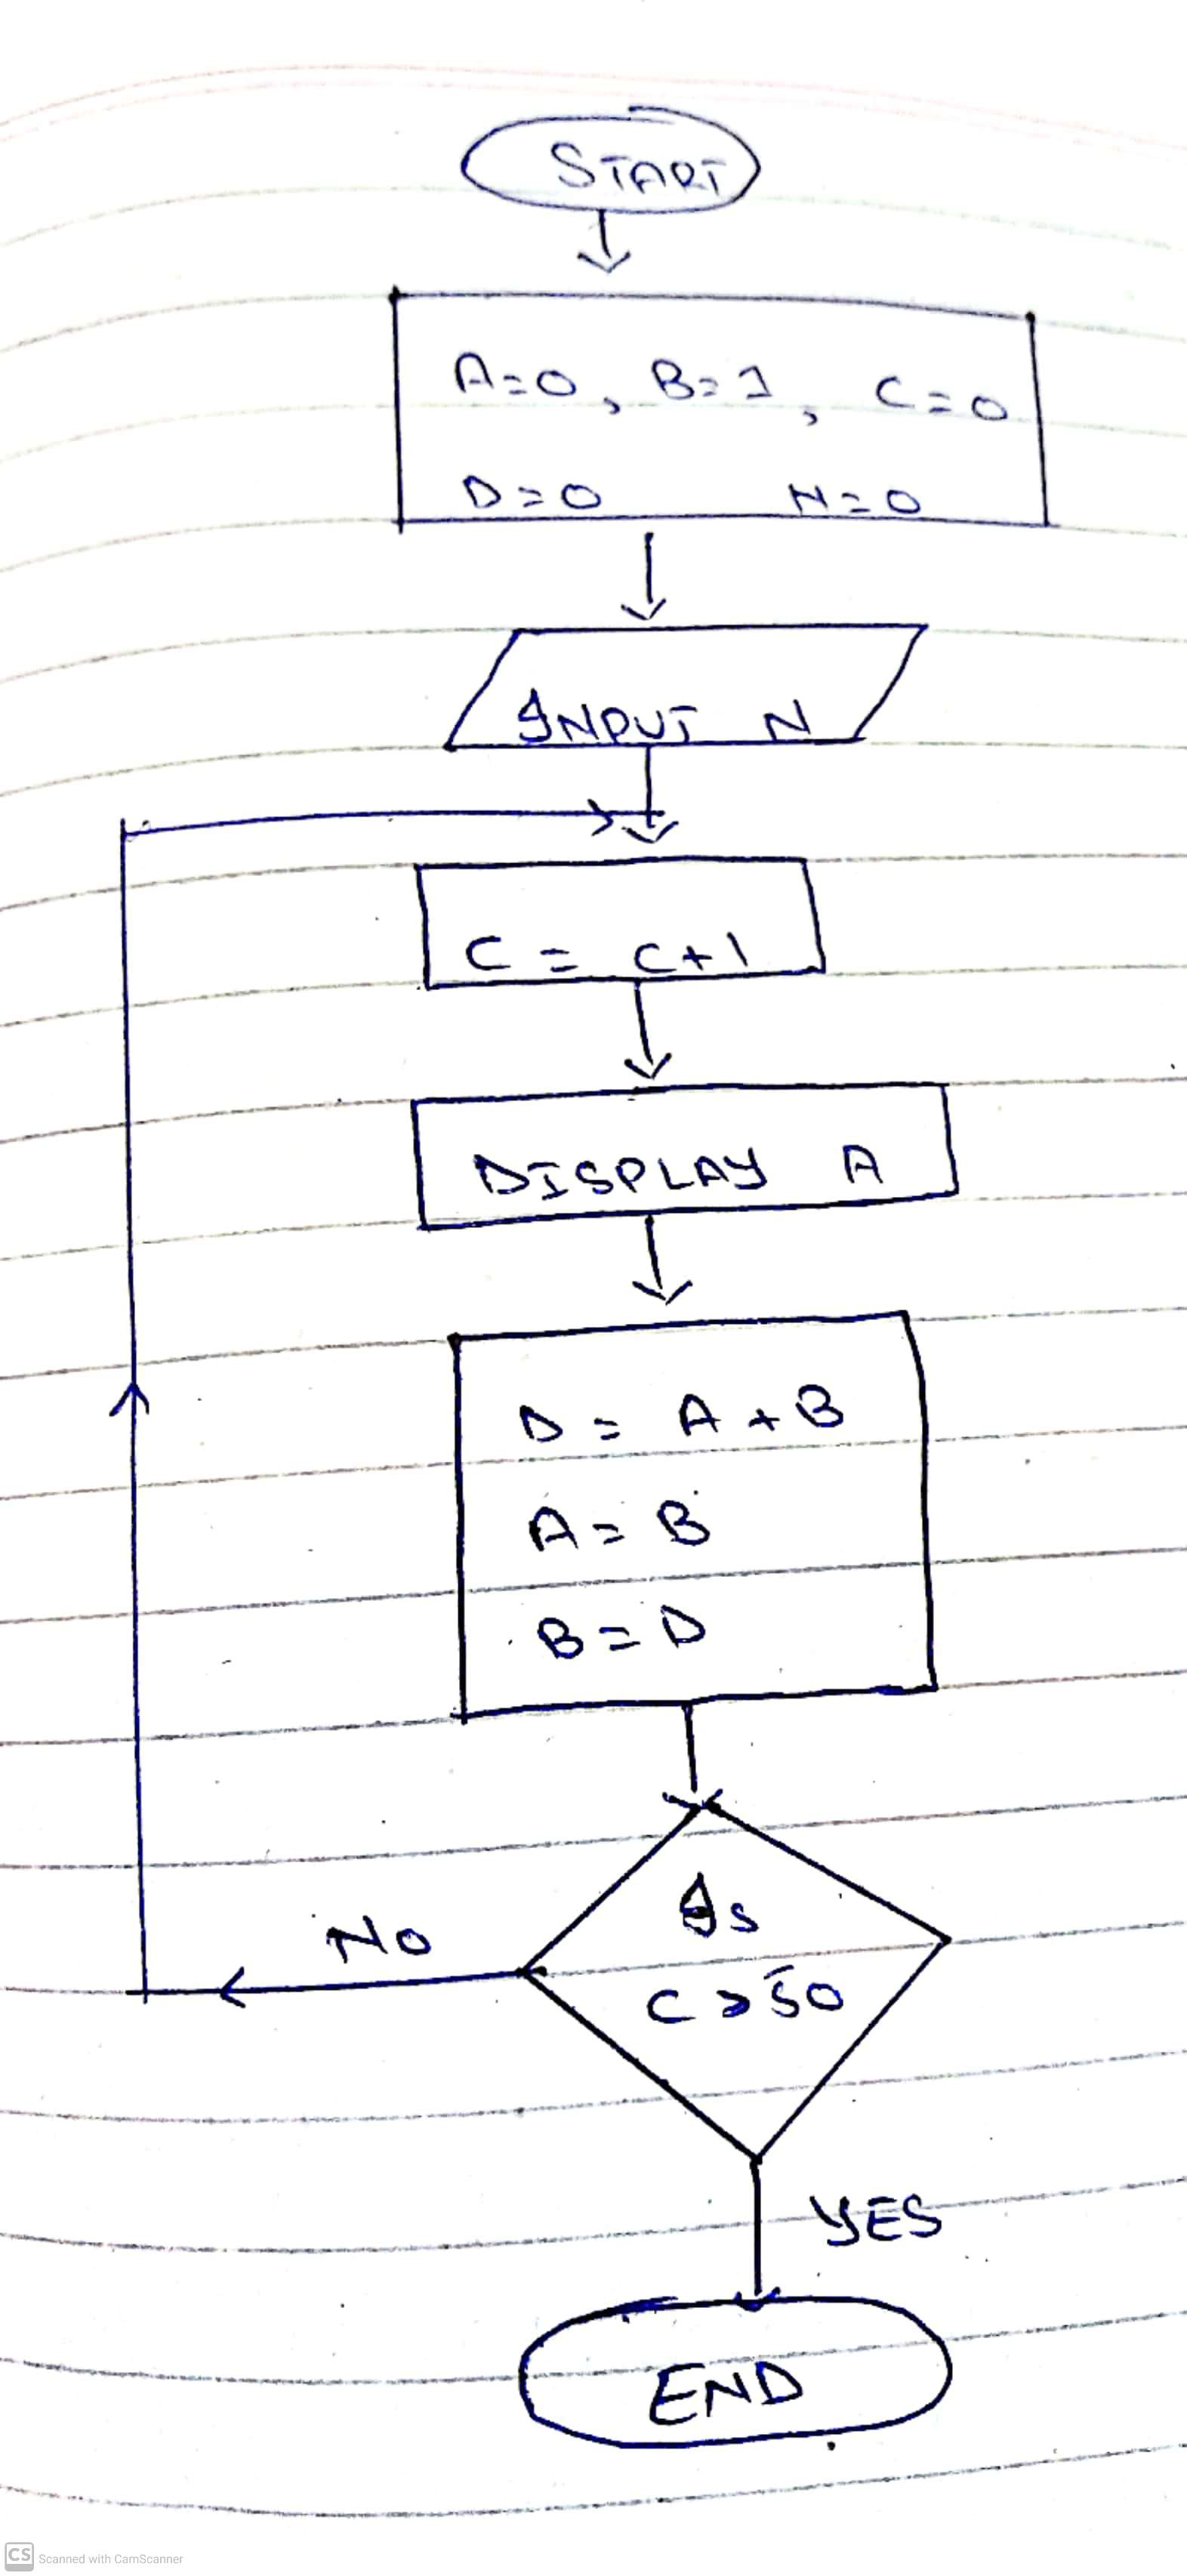 START
A=0, B=1, C=0
D=0 N=0
INPUT N
C = C+1
DISPLAY A
D = A + B
A = B
B = D
Is
No
C > 50
YES
END
CS Scanned with CamScanner